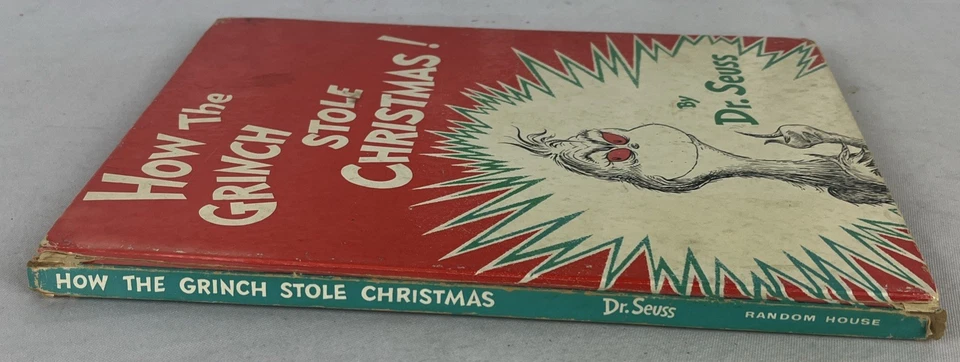 How The
GRINCH
STOLE
CHRISTMAS!
By
Dr. Seuss
HOW THE GRINCH STOLE CHRISTMAS Dr. Seuss RANDOM HOUSE